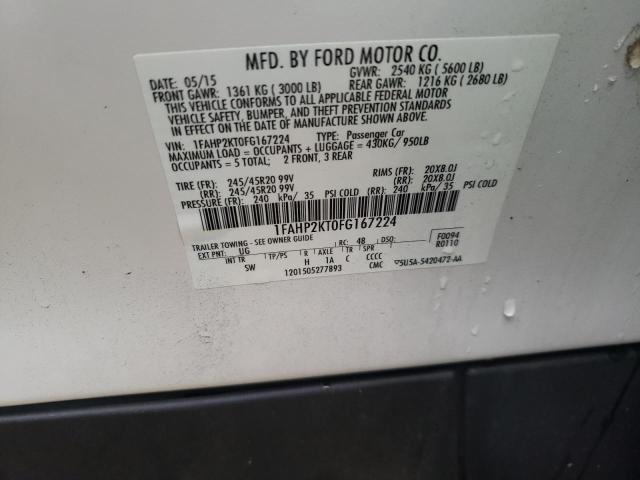 MFD. BY FORD MOTOR CO.
DATE: 05/15 GVWR: 2540 KG ( 5600 LB)
FRONT GAWR: 1361 KG ( 3000 LB) REAR GAWR: 1216 KG ( 2680 LB)
THIS VEHICLE CONFORMS TO ALL APPLICABLE FEDERAL MOTOR
VEHICLE SAFETY, BUMPER, AND THEFT PREVENTION STANDARDS
IN EFFECT ON THE DATE OF MANUFACTURE SHOWN ABOVE.
VIN: 1FAHP2KT0FG167224 TYPE: Passenger Car
MAXIMUM LOAD = OCCUPANTS + LUGGAGE = 430KG/ 950LB
OCCUPANTS = 5 TOTAL; 2 FRONT, 3 REAR
TIRE (FR): 245/45R20 99V RIMS (FR): 20X8.0J
(RR): 245/45R20 99V (RR): 20X8.0J
PRESSURE (FR): 240 kPa/ 35 PSI COLD (RR): 240 kPa/ 35 PSI COLD
1FAHP2KT0FG167224
TRAILER TOWING - SEE OWNER GUIDE RC: 48 DSO: F0094
EXT PNT: UG R0110
INT TR TP/PS R AXLE TR SPR
SW H 1A C CCCC
1201505277893 CMC 5U5A-5420472-AA